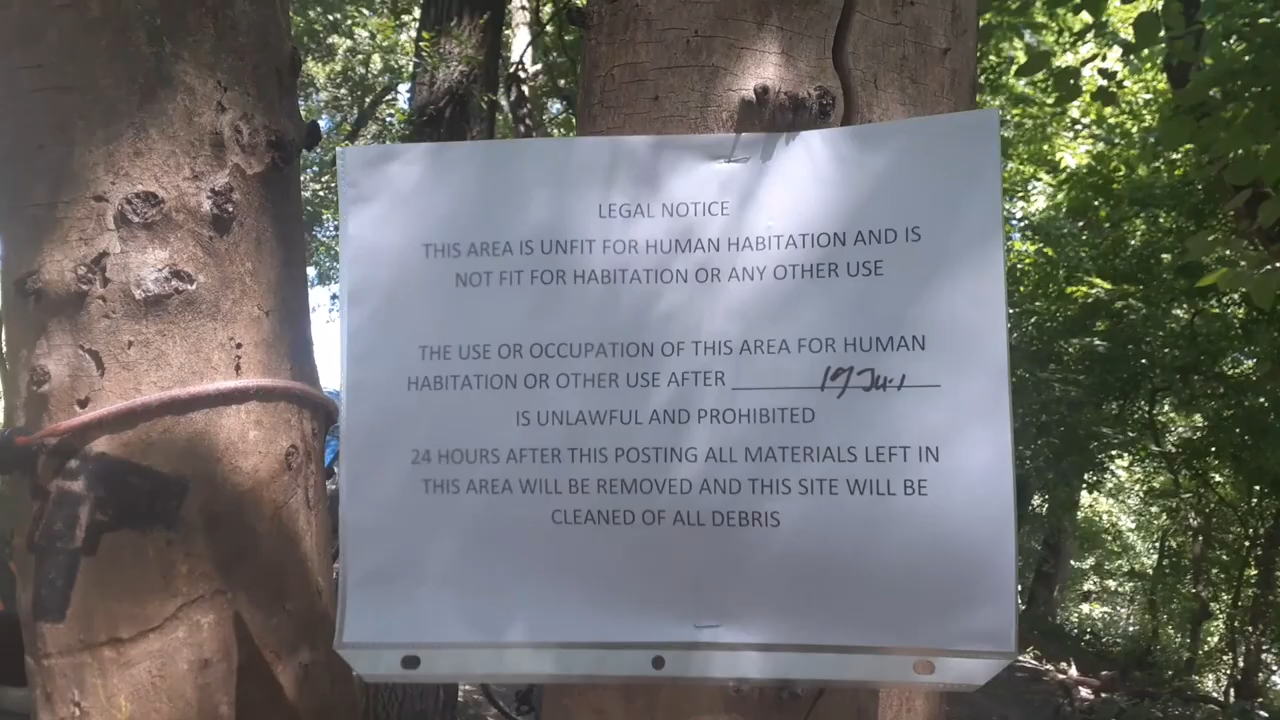 LEGAL NOTICE
THIS AREA IS UNFIT FOR HUMAN HABITATION AND IS
NOT FIT FOR HABITATION OR ANY OTHER USE
THE USE OR OCCUPATION OF THIS AREA FOR HUMAN
HABITATION OR OTHER USE AFTER 19 Jul
IS UNLAWFUL AND PROHIBITED
24 HOURS AFTER THIS POSTING ALL MATERIALS LEFT IN
THIS AREA WILL BE REMOVED AND THIS SITE WILL BE
CLEANED OF ALL DEBRIS